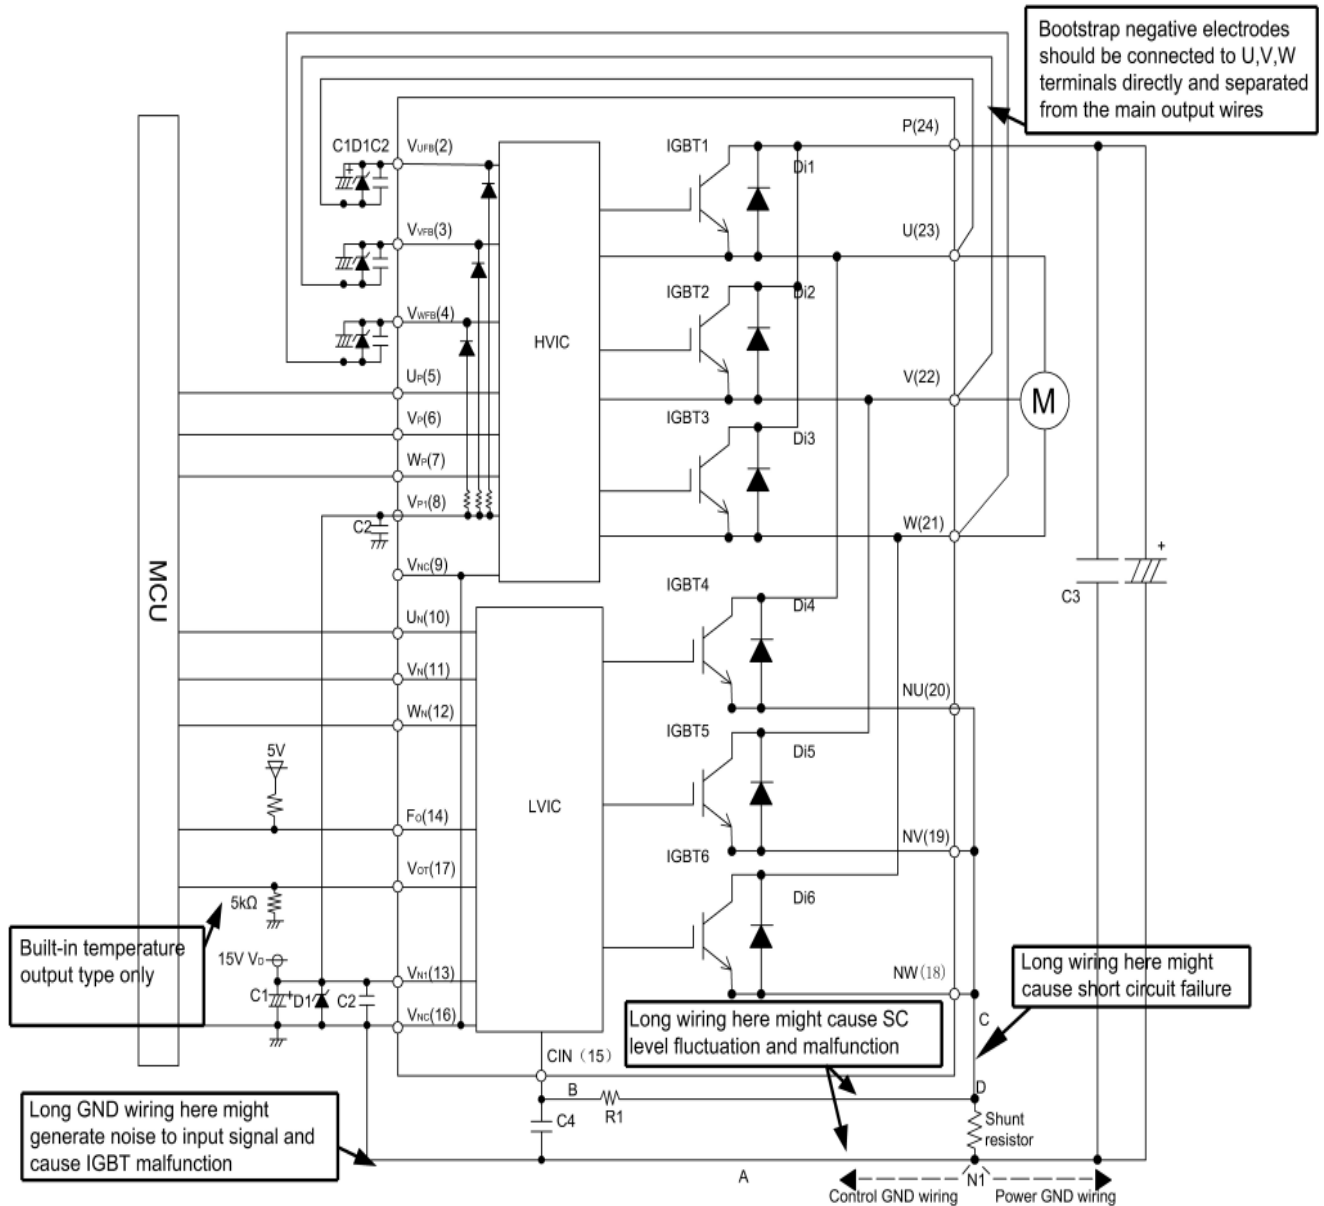 Bootstrap negative electrodes
should be connected to U,V,W
terminals directly and separated
from the main output wires
P(24)
C1D1C2
VUFB(2)
IGBT1
Di1
VVFB(3)
U(23)
IGBT2
Di2
VWFB(4)
HVIC
UP(5)
V(22)
M
VP(6)
IGBT3
Di3
WP(7)
VP1(8)
C2
W(21)
+
VNC(9)
MCU
IGBT4
C3
Di4
UN(10)
VN(11)
NU(20)
WN(12)
IGBT5
5V
Di5
LVIC
FO(14)
NV(19)
IGBT6
VOT(17)
5kΩ
Di6
Built-in temperature
output type only
15V VD
VN1(13)
NW(18)
Long wiring here might
cause short circuit failure
C1
+
D1
C2
VNC(16)
Long wiring here might cause SC
level fluctuation and malfunction
C
CIN(15)
B
D
R1
Long GND wiring here might
generate noise to input signal and
cause IGBT malfunction
C4
Shunt
resistor
A
N1
Control GND wiring
Power GND wiring